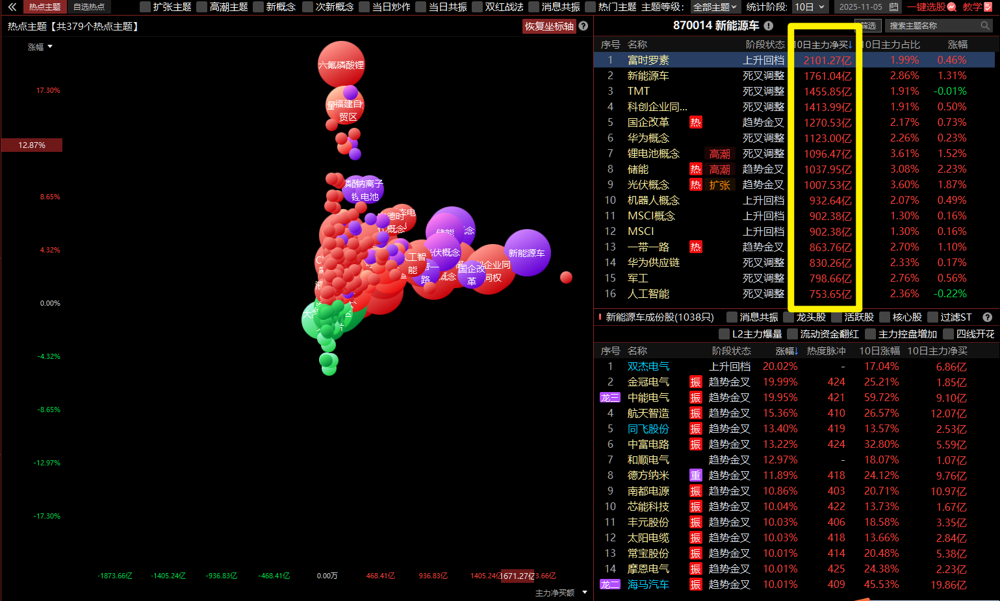 热点主题 自选热点 扩张主题 高潮主题 新概念 次新概念 当日炒作 当日共振 双红战法 消息共振 热门主题 主题等级： 全部主题 统计阶段: 10日 2025-11-05 一键选股 教学
热点主题【共379个热点主题】 恢复坐标轴 ?
涨幅
17.30%
12.87%
8.65%
4.32%
0.00%
-4.32%
-8.65%
-12.97%
-17.30%
六氟磷酸锂
福建自
贸区
钠离子
电池
德时
概念
储能
光伏概念
新能源车
人工智
能
国企改
革
企业同
同权
一
路
概念
-1873.66亿 -1405.24亿 -936.83亿 -468.41亿 0.00万 468.41亿 936.83亿 1405.24亿 1671.27亿 3.66亿
主力净买额
870014 新能源车 筛选 搜索主题名称
序号 名称 阶段状态 10日主力净买↓ 10日主力占比 涨幅
1 富时罗素 上升回档 2101.27亿 1.99% 0.46%
2 新能源车 死叉调整 1761.04亿 2.86% 1.31%
3 TMT 死叉调整 1455.85亿 1.91% -0.01%
4 科创企业同... 死叉调整 1413.99亿 1.91% 0.50%
5 国企改革 热 趋势金叉 1270.53亿 2.17% 0.73%
6 华为概念 死叉调整 1123.00亿 2.26% 0.23%
7 锂电池概念 高潮 死叉调整 1096.47亿 3.61% 1.52%
8 储能 热 高潮 趋势金叉 1037.95亿 3.08% 2.23%
9 光伏概念 热 扩张 趋势金叉 1007.53亿 3.60% 1.87%
10 机器人概念 上升回档 932.64亿 2.07% 0.49%
11 MSCI概念 上升回档 902.38亿 1.30% 0.16%
12 MSCI 上升回档 902.38亿 1.30% 0.16%
13 一带一路 热 趋势金叉 863.76亿 2.70% 1.10%
14 华为供应链 死叉调整 830.26亿 2.33% 0.17%
15 军工 死叉调整 798.66亿 2.76% 0.56%
16 人工智能 死叉调整 753.65亿 2.36% -0.22%
新能源车成份股(1038只) 消息共振 龙头股 活跃股 核心股 过滤ST ?
L2主力爆量 流动资金翻红 主力控盘增加 四线开花
序号 名称 阶段状态 涨幅↓ 热度脉冲 10日涨幅 10日主力净买
1 双杰电气 上升回档 20.02% - 17.04% 6.86亿
2 金冠电气 振 趋势金叉 19.99% 424 25.21% 1.85亿
龙三 中能电气 振 趋势金叉 19.95% 421 59.72% 9.10亿
4 航天智造 振 趋势金叉 15.36% 410 26.57% 12.07亿
5 同飞股份 振 趋势金叉 13.40% 419 13.57% 2.53亿
6 中富电路 振 趋势金叉 13.22% 424 32.80% 5.59亿
7 和顺电气 趋势金叉 12.97% - 18.07% 1.07亿
8 德方纳米 重 趋势金叉 11.89% 418 24.12% 9.76亿
9 南都电源 振 趋势金叉 10.86% 403 20.71% 10.97亿
10 芯能科技 振 趋势金叉 10.04% 422 13.73% 1.67亿
11 丰元股份 振 趋势金叉 10.03% 406 18.58% 3.35亿
12 太阳电缆 振 趋势金叉 10.03% 418 13.66% 2.84亿
13 常宝股份 振 趋势金叉 10.01% 414 20.48% 5.38亿
14 摩恩电气 振 趋势金叉 10.01% 425 24.38% 2.23亿
龙二 海马汽车 振 趋势金叉 10.01% 409 45.53% 19.86亿